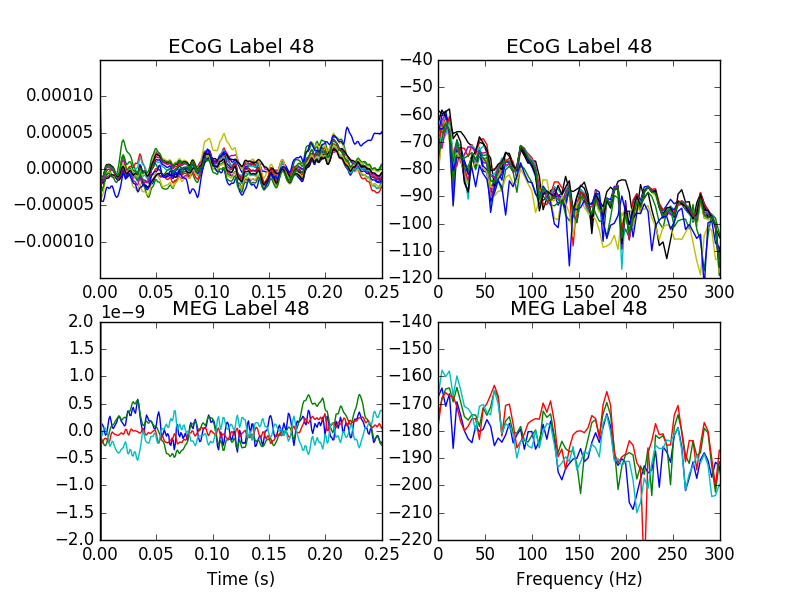 ECoG Label 48
0.00010
0.00005
0.00000
−0.00005
−0.00010
0.00 0.05 0.10 0.15 0.20 0.25
ECoG Label 48
−40
−50
−60
−70
−80
−90
−100
−110
−120
0 50 100 150 200 250 300
MEG Label 48
1e−9
2.0
1.5
1.0
0.5
0.0
−0.5
−1.0
−1.5
−2.0
0.00 0.05 0.10 0.15 0.20 0.25
Time (s)
MEG Label 48
−140
−150
−160
−170
−180
−190
−200
−210
−220
0 50 100 150 200 250 300
Frequency (Hz)